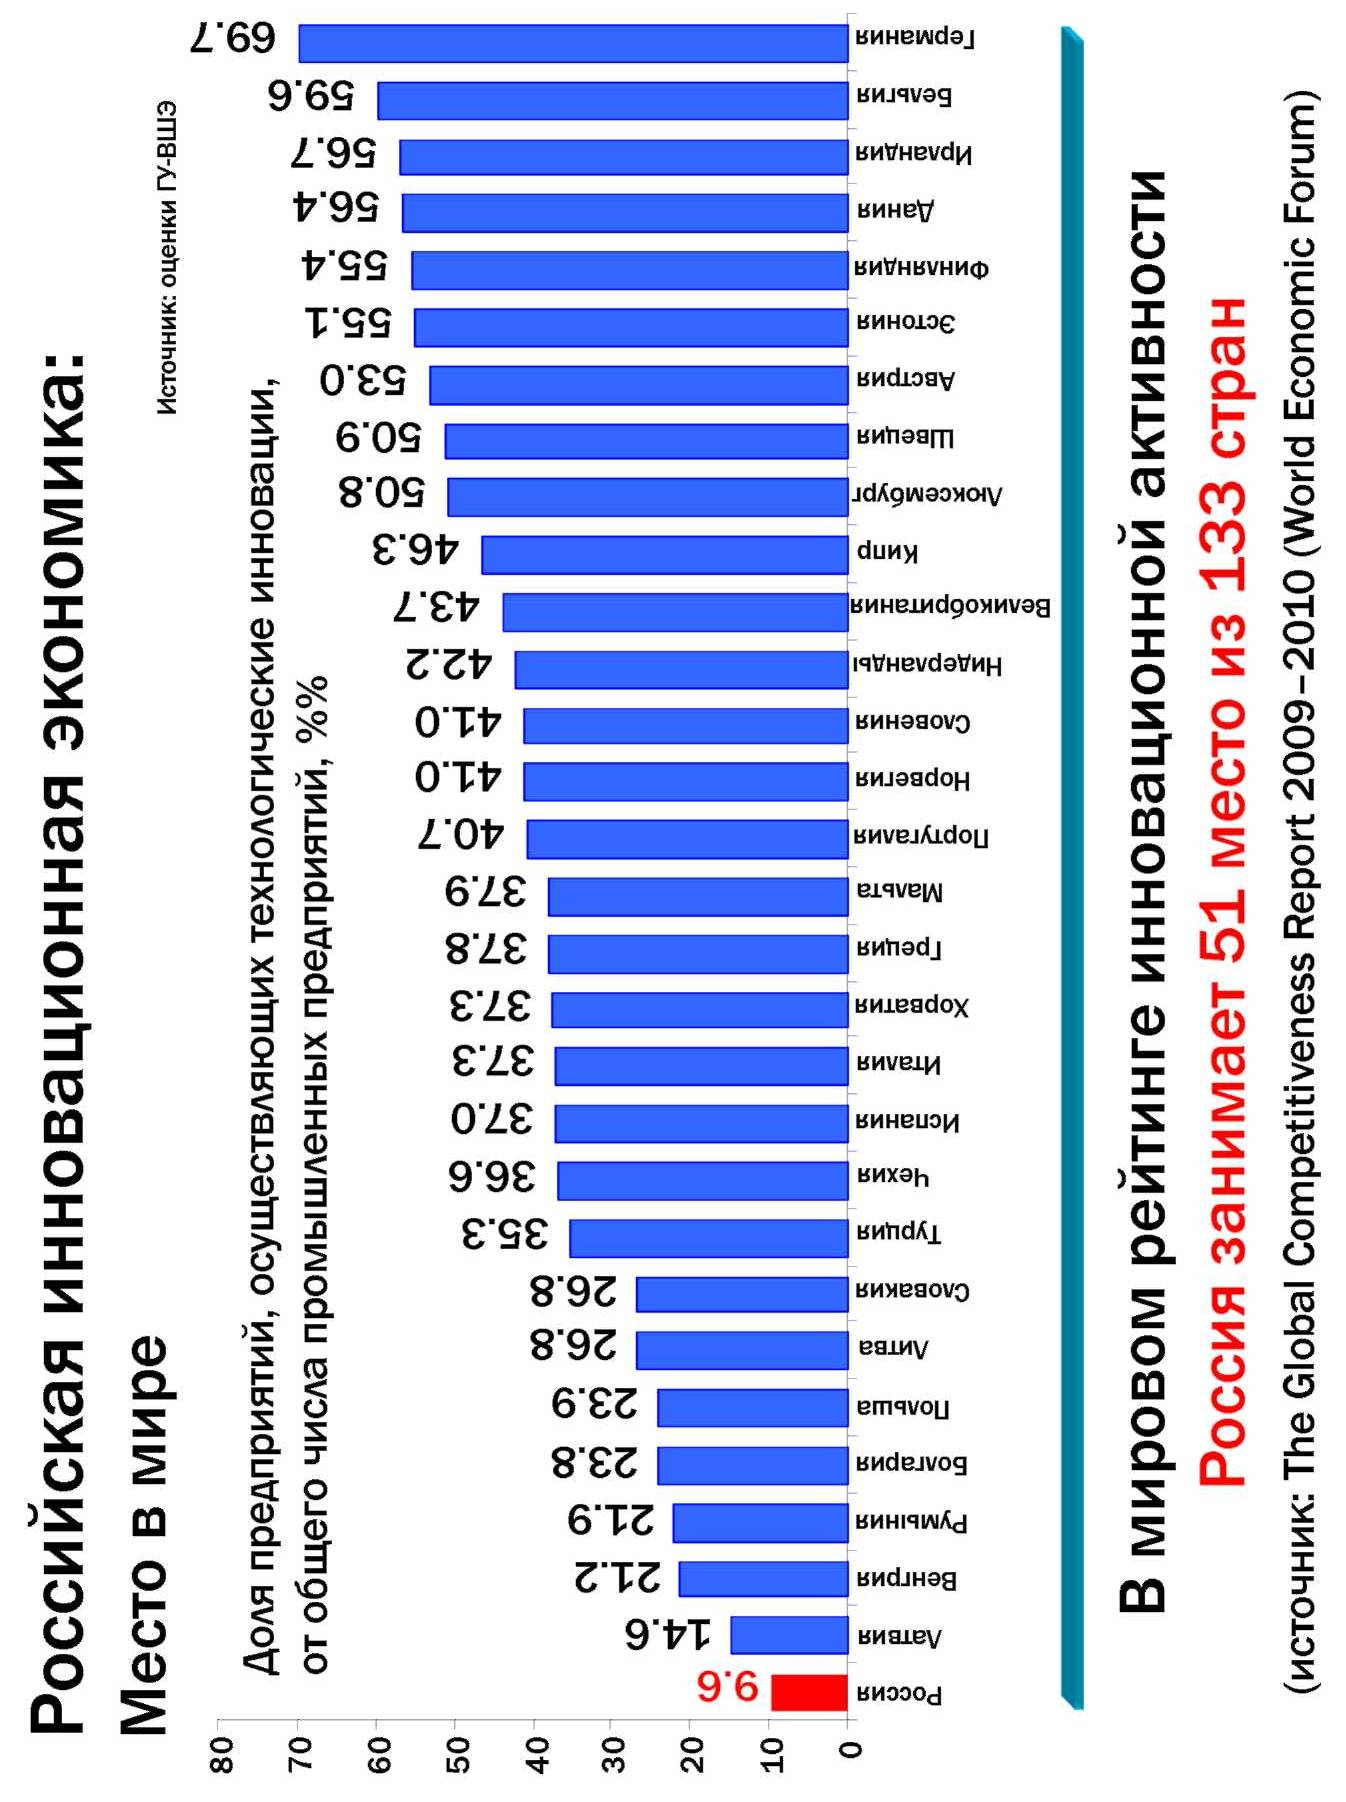 Российская инновационная экономика:
Место в мире
Источник: оценки ГУ-ВШЭ
Доля предприятий, осуществляющих технологические инновации,
от общего числа промышленных предприятий, %%
80
70
60
50
40
30
20
10
0
9.6
14.6
21.2
21.9
23.8
23.9
26.8
26.8
35.3
36.6
37.0
37.3
37.3
37.8
37.9
40.7
41.0
41.0
42.2
43.7
46.3
50.8
50.9
53.0
55.1
55.4
56.4
56.7
59.6
69.7
Россия
Латвия
Венгрия
Румыния
Болгария
Польша
Литва
Словакия
Турция
Чехия
Испания
Италия
Хорватия
Греция
Мальта
Португалия
Норвегия
Словения
Нидерланды
Великобритания
Кипр
Люксембург
Швеция
Австрия
Эстония
Финляндия
Дания
Ирландия
Бельгия
Германия
В мировом рейтинге инновационной активности
Россия занимает 51 место из 133 стран
(источник: The Global Competitiveness Report 2009–2010 (World Economic Forum)